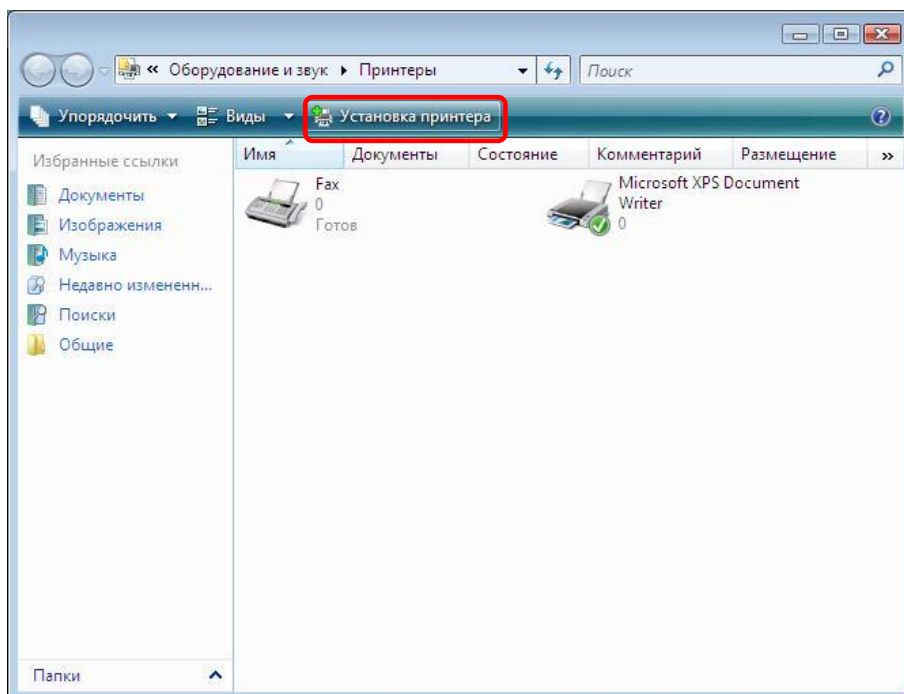 « Оборудование и звук Принтеры Поиск
Упорядочить Виды Установка принтера
Избранные ссылки
Документы
Изображения
Музыка
Недавно измененн...
Поиски
Общие
Папки
Имя Документы Состояние Комментарий Размещение »
Fax
0
Готов
Microsoft XPS Document
Writer
0